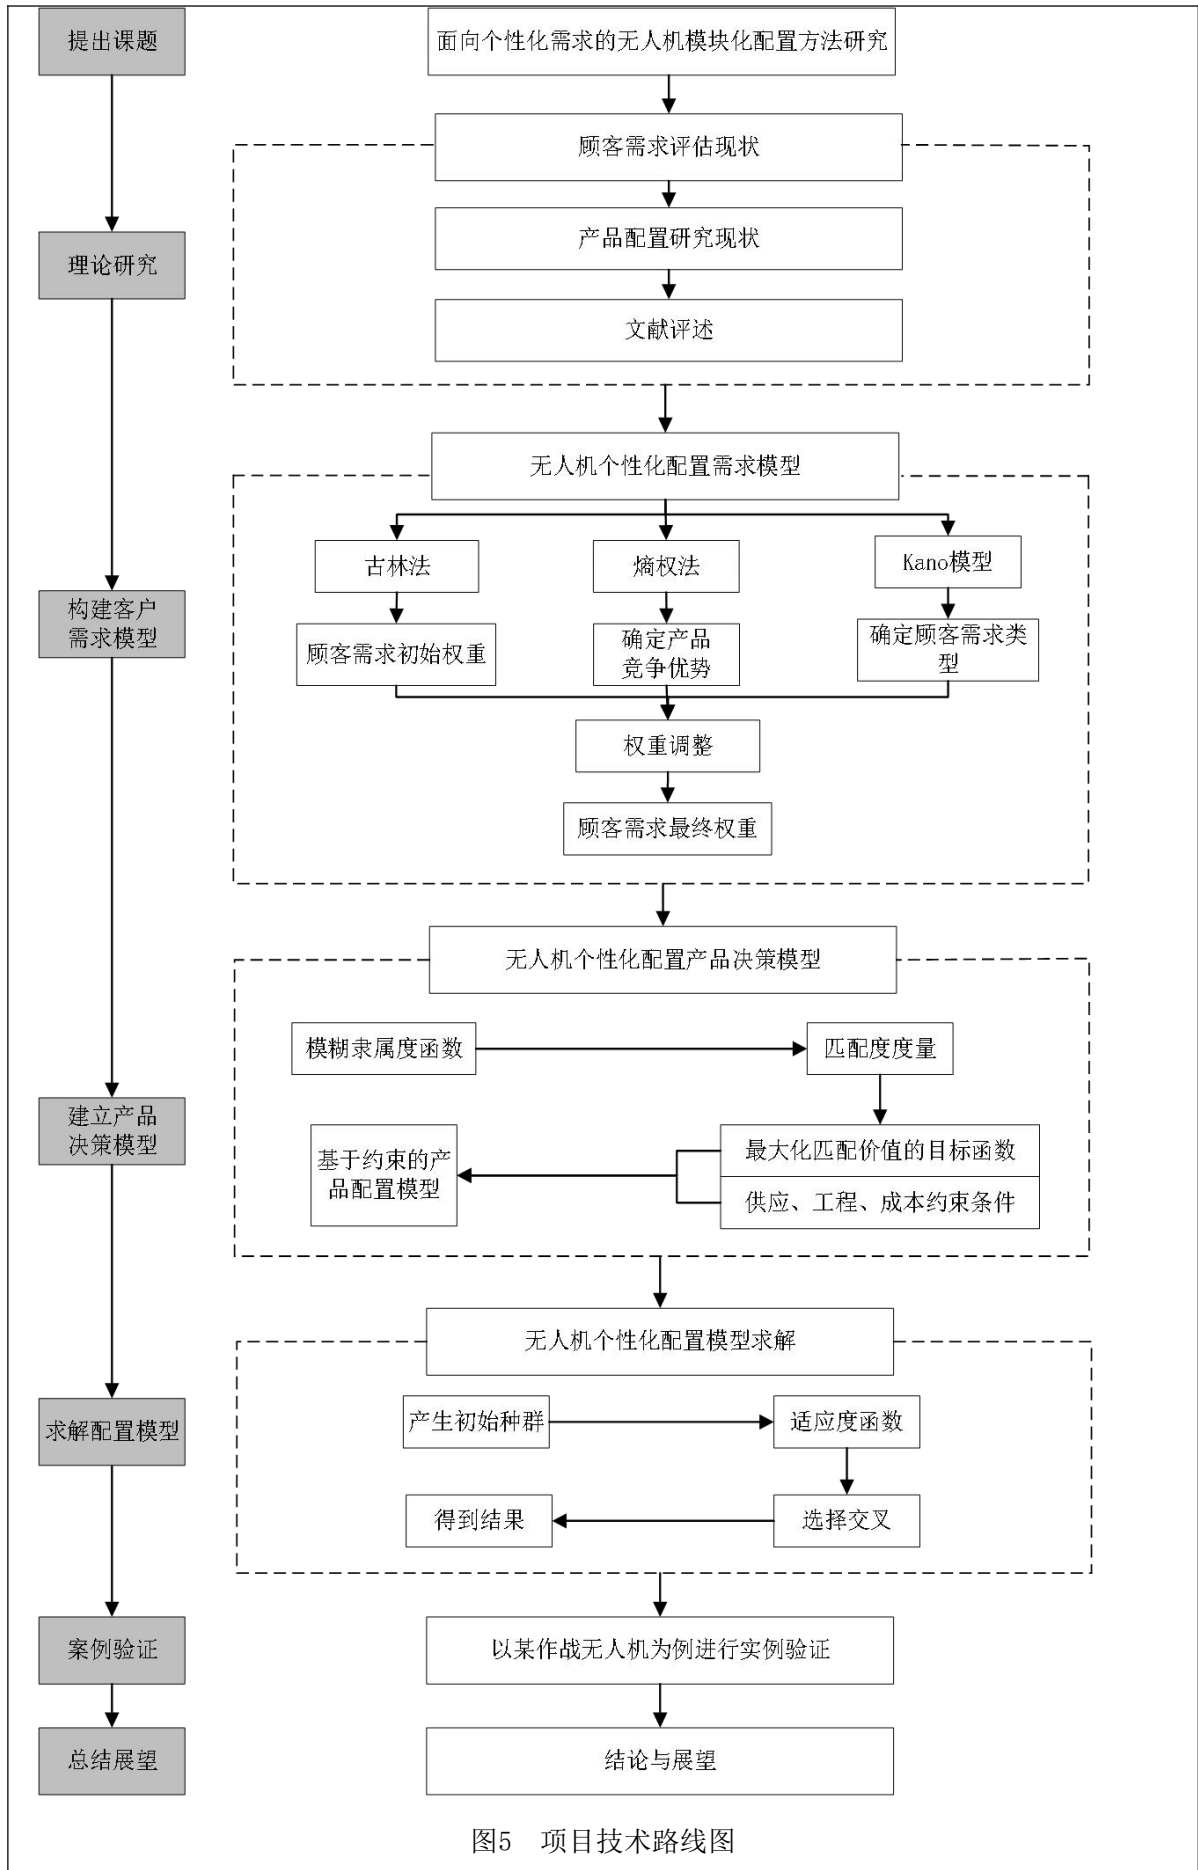 提出课题
面向个性化需求的无人机模块化配置方法研究
顾客需求评估现状
产品配置研究现状
理论研究
文献评述
无人机个性化配置需求模型
古林法
熵权法
Kano模型
构建客户
需求模型
顾客需求初始权重
确定产品
竞争优势
确定顾客需求类
型
权重调整
顾客需求最终权重
无人机个性化配置产品决策模型
模糊隶属度函数
匹配度度量
建立产品
决策模型
基于约束的产
品配置模型
最大化匹配价值的目标函数
供应、工程、成本约束条件
无人机个性化配置模型求解
求解配置模型
产生初始种群
适应度函数
得到结果
选择交叉
案例验证
以某作战无人机为例进行实例验证
总结展望
结论与展望
图5 项目技术路线图